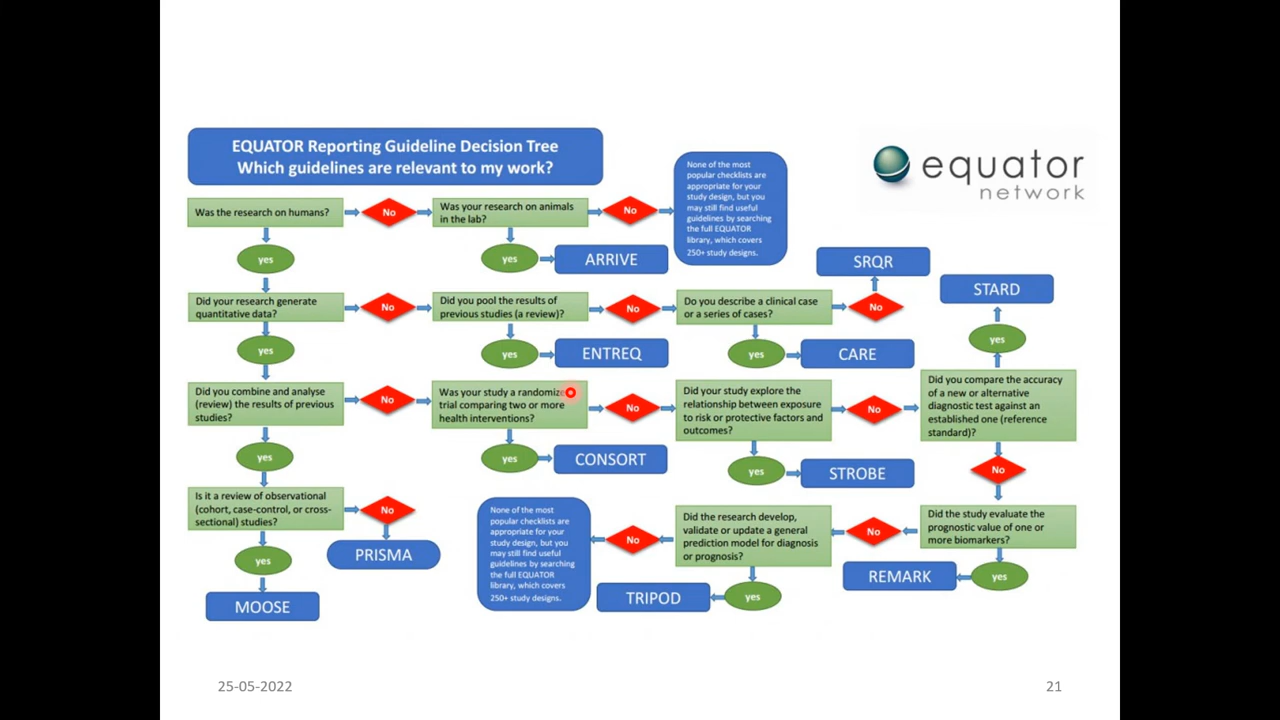 EQUATOR Reporting Guideline Decision Tree
Which guidelines are relevant to my work?
equator
network
None of the most
popular checklists are
appropriate for your
study design, but you
may still find useful
guidelines by searching
the full EQUATOR
library, which covers
250+ study designs.
Was the research on humans?
No
Was your research on animals
in the lab?
No
yes
yes
ARRIVE
SRQR
STARD
Did your research generate
quantitative data?
No
Did you pool the results of
previous studies (a review)?
No
Do you describe a clinical case
or a series of cases?
No
yes
yes
yes
ENTREQ
yes
CARE
Did you combine and analyse
(review) the results of previous
studies?
No
Was your study a randomize
trial comparing two or more
health interventions?
No
Did your study explore the
relationship between exposure
to risk or protective factors and
outcomes?
No
Did you compare the accuracy
of a new or alternative
diagnostic test against an
established one (reference
standard)?
yes
yes
CONSORT
yes
STROBE
No
Is it a review of observational
(cohort, case-control, or cross-
sectional) studies?
No
PRISMA
None of the most
popular checklists are
appropriate for your
study design, but you
may still find useful
guidelines by searching
the full EQUATOR
library, which covers
250+ study designs.
No
Did the research develop,
validate or update a general
prediction model for diagnosis
or prognosis?
No
Did the study evaluate the
prognostic value of one or
more biomarkers?
yes
MOOSE
TRIPOD
yes
REMARK
yes
25-05-2022
21